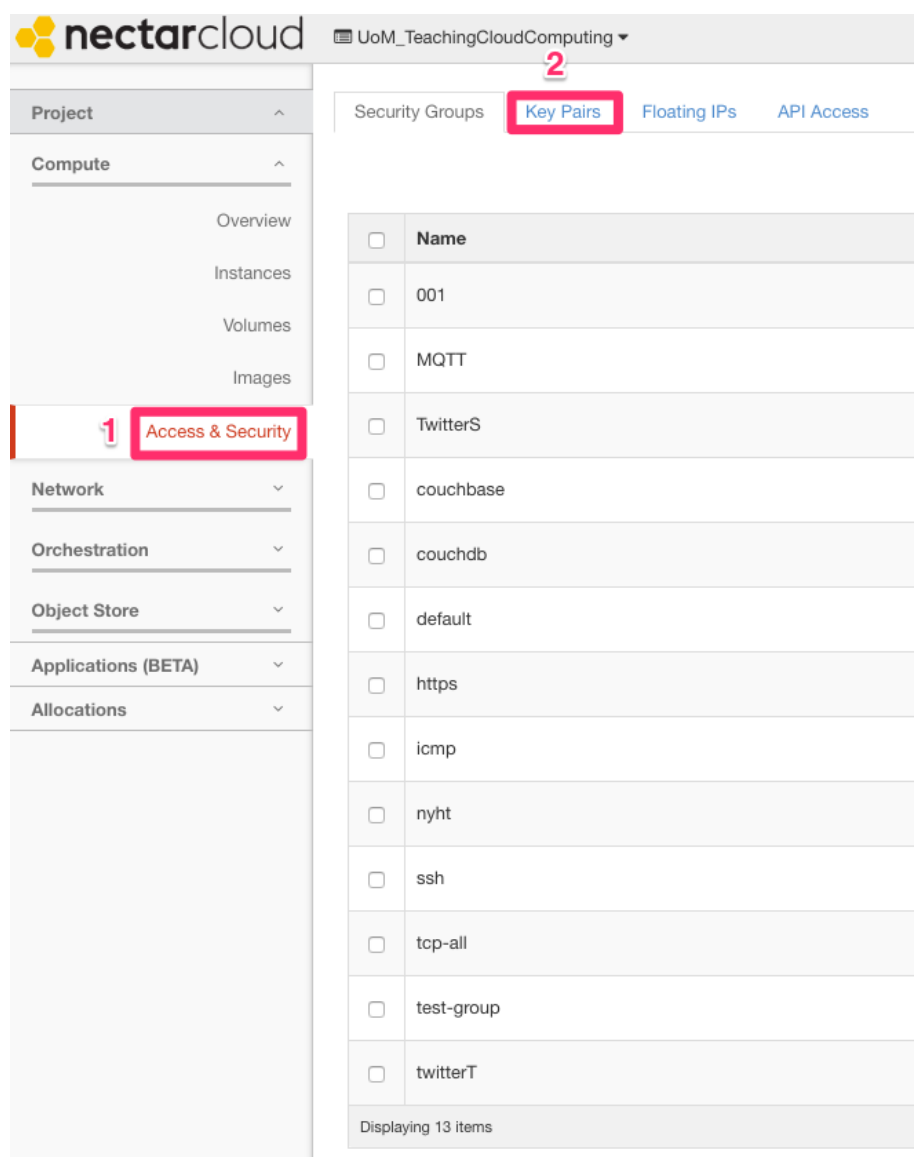 nectarcloud UoM_TeachingCloudComputing
2
Project
Security Groups Key Pairs Floating IPs API Access
Compute
Overview
Instances
Volumes
Images
1 Access & Security
Network
Orchestration
Object Store
Applications (BETA)
Allocations
Name
001
MQTT
TwitterS
couchbase
couchdb
default
https
icmp
nyht
ssh
tcp-all
test-group
twitterT
Displaying 13 items